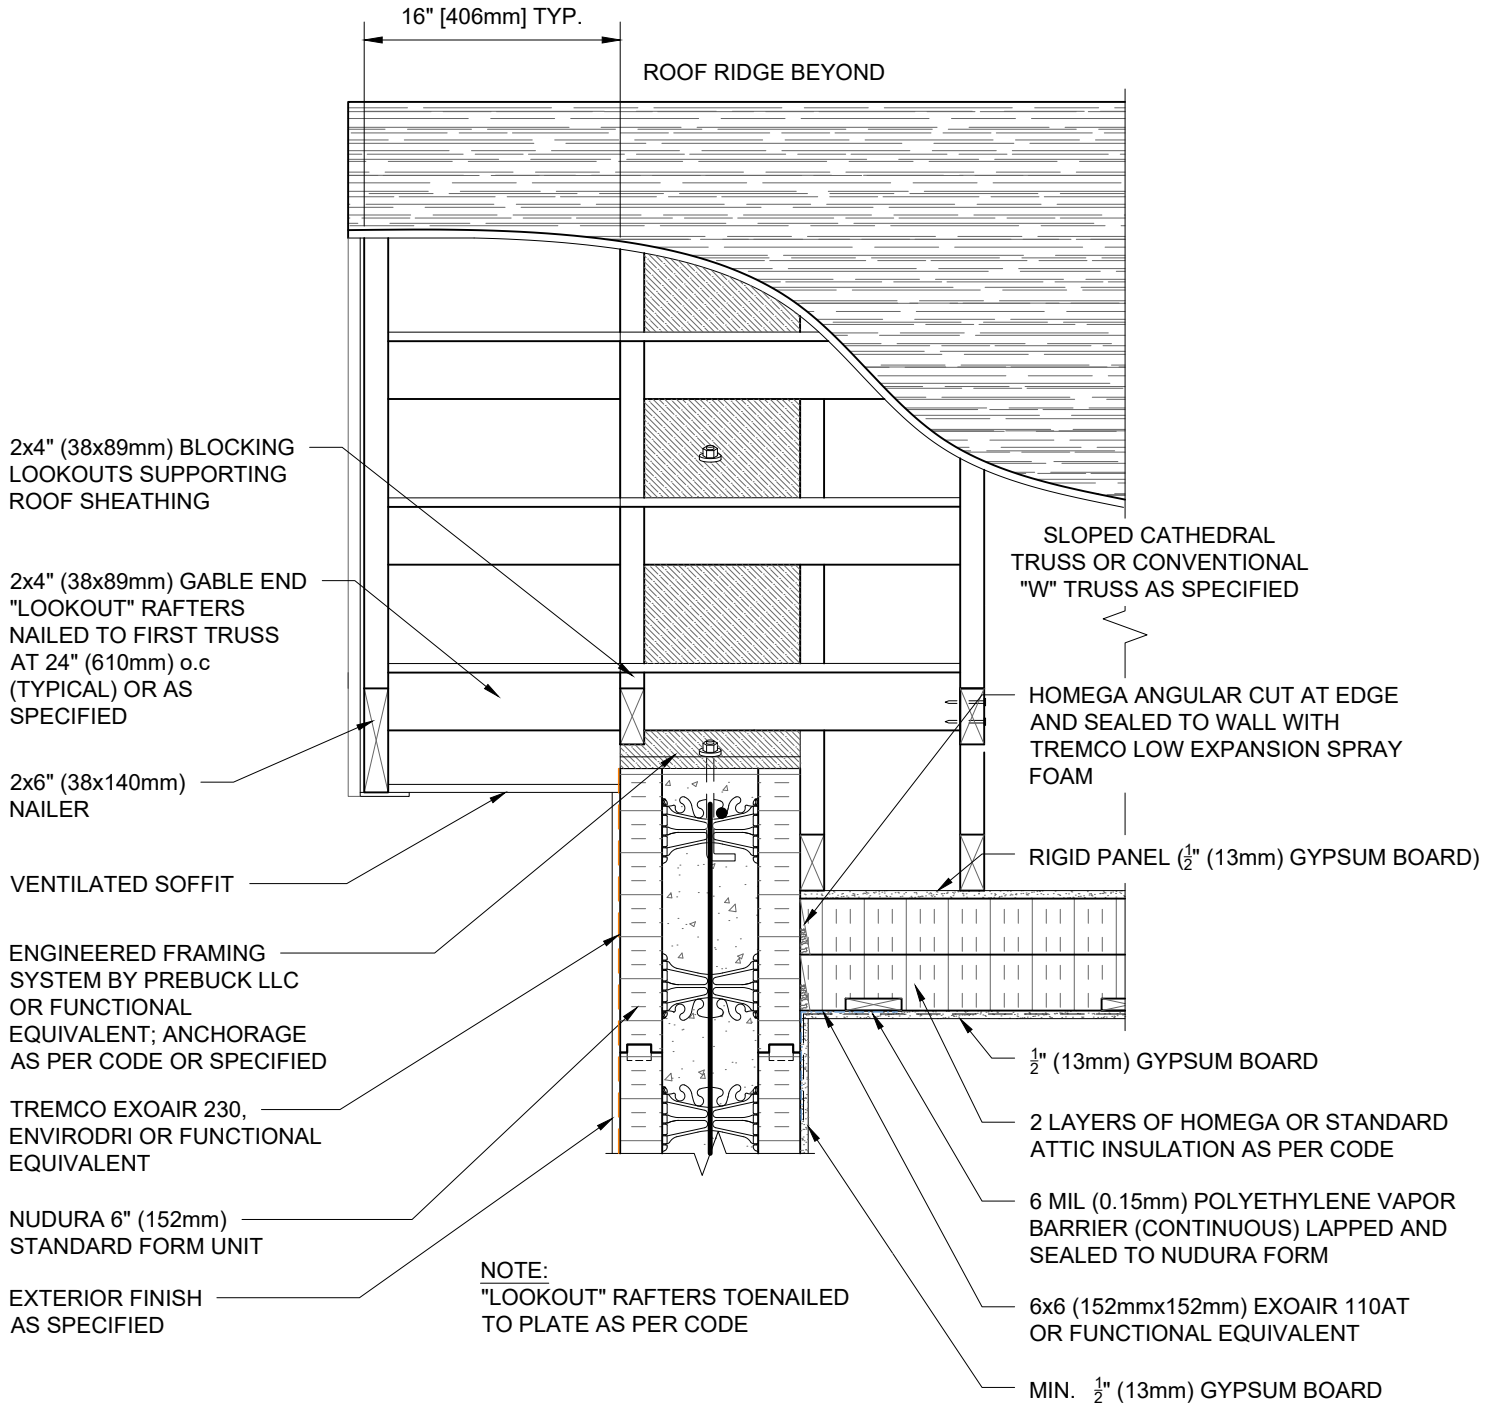 16" [406mm] TYP.
ROOF RIDGE BEYOND
2x4" (38x89mm) BLOCKING
LOOKOUTS SUPPORTING
ROOF SHEATHING
2x4" (38x89mm) GABLE END
"LOOKOUT" RAFTERS
NAILED TO FIRST TRUSS
AT 24" (610mm) o.c
(TYPICAL) OR AS
SPECIFIED
2x6" (38x140mm)
NAILER
VENTILATED SOFFIT
ENGINEERED FRAMING
SYSTEM BY PREBUCK LLC
OR FUNCTIONAL
EQUIVALENT; ANCHORAGE
AS PER CODE OR SPECIFIED
TREMCO EXOAIR 230,
ENVIRODRI OR FUNCTIONAL
EQUIVALENT
NUDURA 6" (152mm)
STANDARD FORM UNIT
EXTERIOR FINISH
AS SPECIFIED
NOTE:
"LOOKOUT" RAFTERS TOENAILED
TO PLATE AS PER CODE
SLOPED CATHEDRAL
TRUSS OR CONVENTIONAL
"W" TRUSS AS SPECIFIED
HOMEGA ANGULAR CUT AT EDGE
AND SEALED TO WALL WITH
TREMCO LOW EXPANSION SPRAY
FOAM
RIGID PANEL (½" (13mm) GYPSUM BOARD)
½" (13mm) GYPSUM BOARD
2 LAYERS OF HOMEGA OR STANDARD
ATTIC INSULATION AS PER CODE
6 MIL (0.15mm) POLYETHYLENE VAPOR
BARRIER (CONTINUOUS) LAPPED AND
SEALED TO NUDURA FORM
6x6 (152mmx152mm) EXOAIR 110AT
OR FUNCTIONAL EQUIVALENT
MIN. ½" (13mm) GYPSUM BOARD